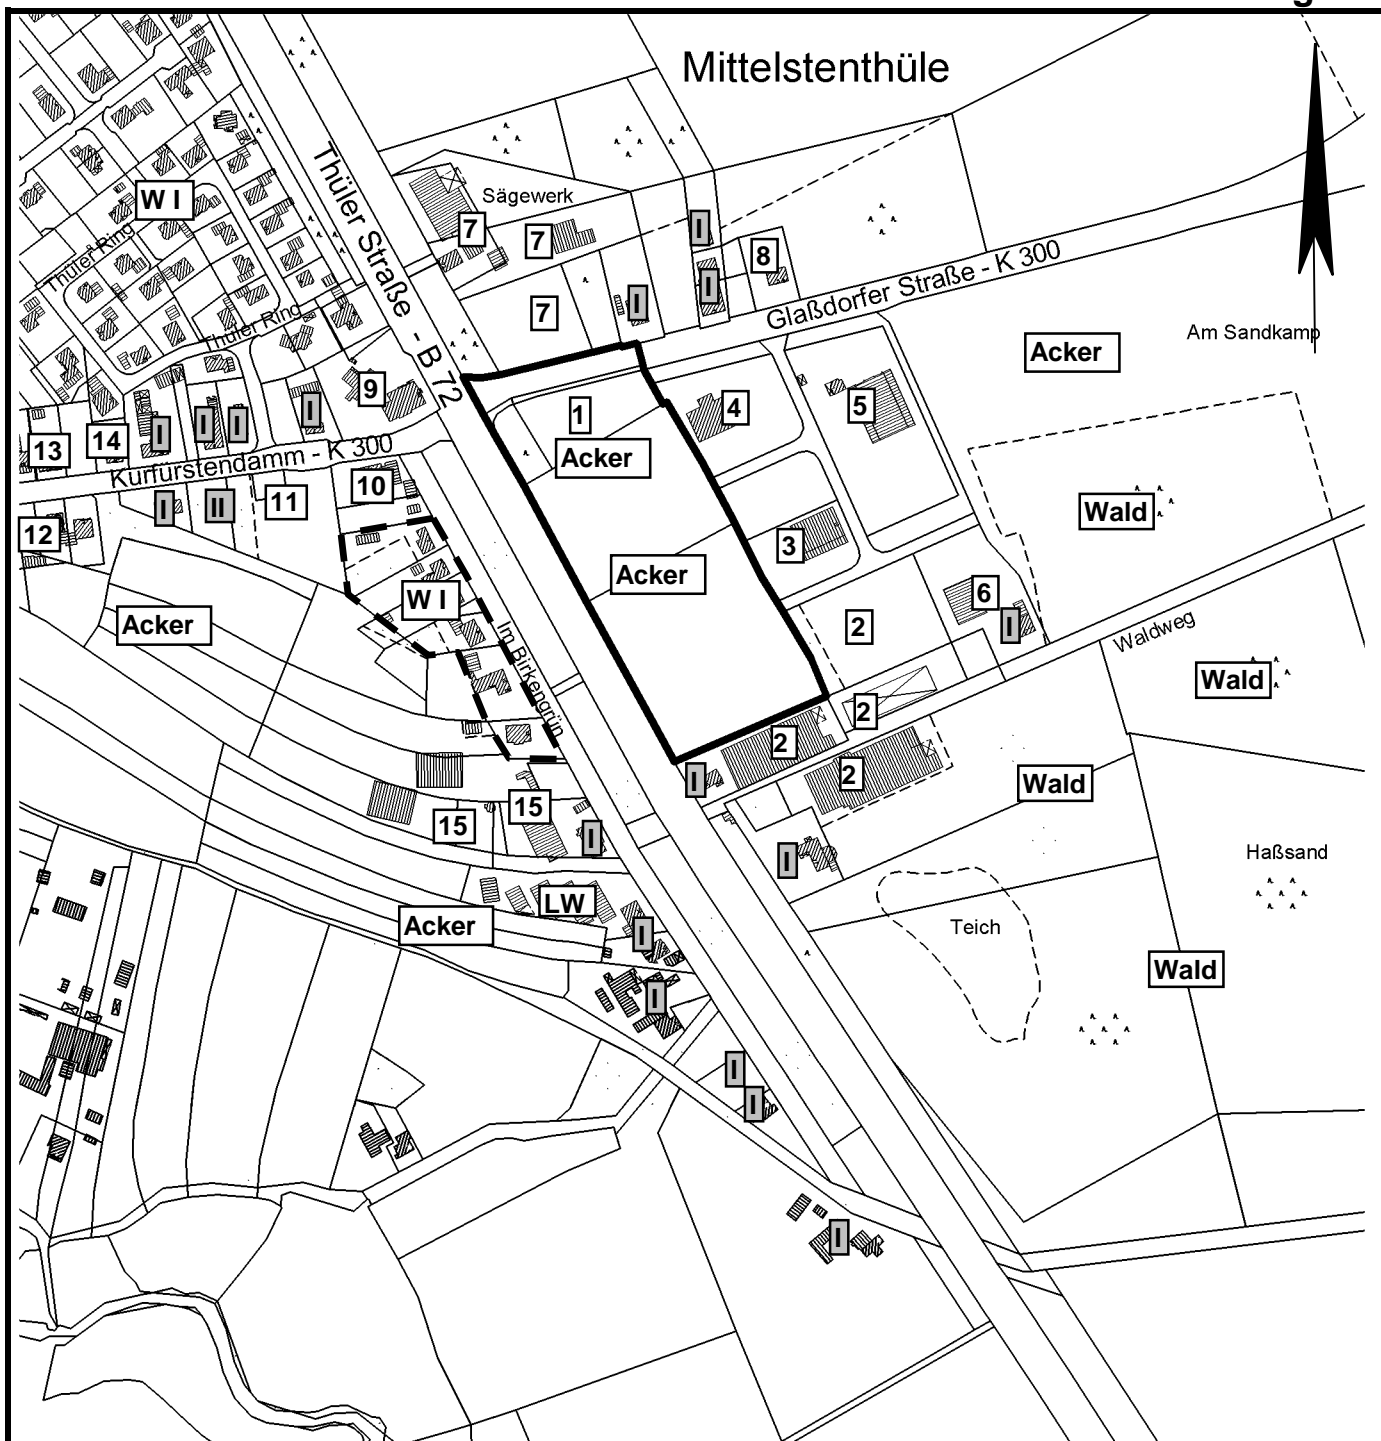 g
Mittelstenthüle
Thüler Straße - B 72
W I
Sägewerk
7
7
I
8
I
Thüler Ring
Glaßdorfer Straße - K 300
I
7
Thüler Ring
Am Sandkamp
Acker
9
1
4
5
I
I
I
I
14
13
Acker
Kurfürstendamm - K 300
10
11
I
II
Wald
12
3
Acker
6
W I
Acker
I
2
Im Birkengrün
Waldweg
Wald
2
2
2
I
Wald
15
15
I
I
Haßsand
LW
Acker
I
Teich
Wald
I
I
I
I